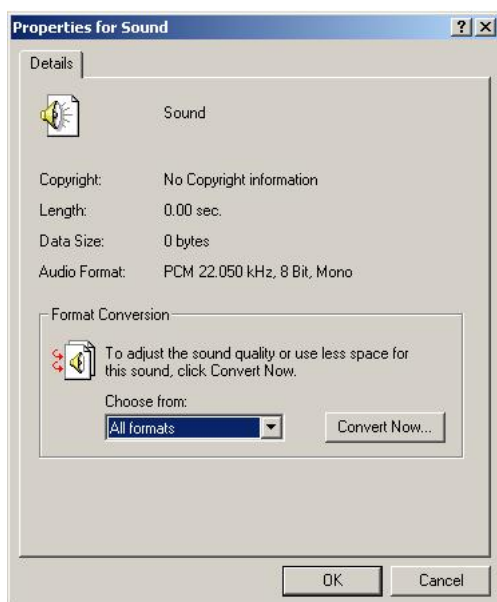 Properties for Sound
Details
Sound
Copyright: No Copyright information
Length: 0.00 sec.
Data Size: 0 bytes
Audio Format: PCM 22.050 kHz, 8 Bit, Mono
Format Conversion
To adjust the sound quality or use less space for
this sound, click Convert Now.
Choose from:
All formats Convert Now...
OK Cancel